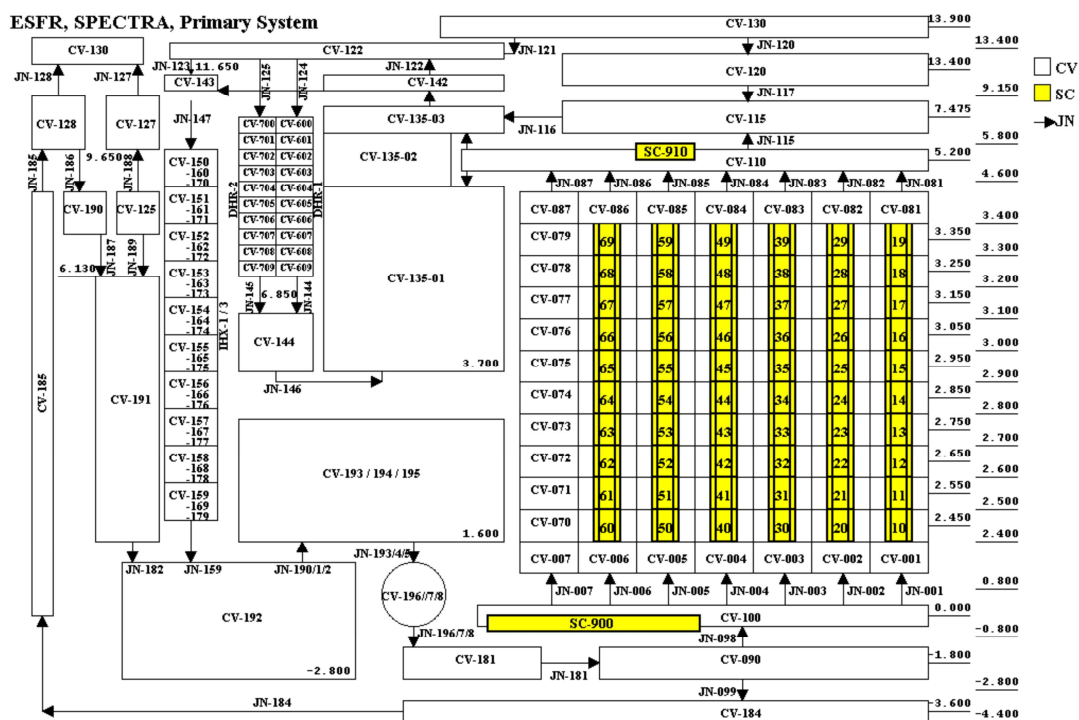 ESFR, SPECTRA, Primary System
CV-130
13.900
13.400
CV-130
CV-122
JN-121
JN-120
JN-128
JN-127
JN-123
11.650
JN-125
JN-124
JN-122
CV-120
13.400
CV
CV-143
CV-142
9.150
SC
CV-128
CV-127
JN-147
CV-700
CV-600
CV-135-03
JN-117
CV-115
7.475
JN
JN-116
CV-701
CV-601
5.800
CV-150
-160
-170
CV-702
CV-602
CV-135-02
JN-115
SC-910
CV-110
5.200
JN-185
JN-186
9.650
JN-188
CV-703
CV-603
4.600
DHR-2
CV-704
CV-604
DHR-1
JN-087
JN-086
JN-085
JN-084
JN-083
JN-082
JN-081
CV-190
CV-125
CV-151
-161
-171
CV-705
CV-605
CV-087
CV-086
CV-085
CV-084
CV-083
CV-082
CV-081
3.400
CV-706
CV-606
JN-187
JN-189
CV-152
-162
-172
CV-707
CV-607
CV-079
69
59
49
39
29
19
3.350
CV-708
CV-608
3.300
6.130
CV-153
-163
-173
CV-709
CV-609
CV-135-01
CV-078
68
58
48
38
28
18
3.250
3.200
JN-145
6.850
JN-144
CV-077
67
57
47
37
27
17
3.150
CV-154
-164
-174
IHX-1 / 3
3.100
CV-076
66
56
46
36
26
16
3.050
CV-144
CV-155
-165
-175
3.000
CV-075
65
55
45
35
25
15
2.950
3.700
2.900
CV-185
CV-191
CV-156
-166
-176
JN-146
CV-074
64
54
44
34
24
14
2.850
2.800
CV-157
-167
-177
CV-073
63
53
43
33
23
13
2.750
2.700
CV-158
-168
-178
CV-193 / 194 / 195
CV-072
62
52
42
32
22
12
2.650
2.600
CV-159
-169
-179
CV-071
61
51
41
31
21
11
2.550
2.500
1.600
CV-070
60
50
40
30
20
10
2.450
2.400
JN-193/4/5
JN-182
JN-159
JN-190/1/2
CV-007
CV-006
CV-005
CV-004
CV-003
CV-002
CV-001
0.800
CV-196//7/8
JN-007
JN-006
JN-005
JN-004
JN-003
JN-002
JN-001
0.000
CV-192
SC-900
CV-100
-0.800
JN-196/7/8
JN-098
-2.800
CV-181
CV-090
-1.800
JN-181
-2.800
JN-184
JN-099
CV-184
-3.600
-4.400